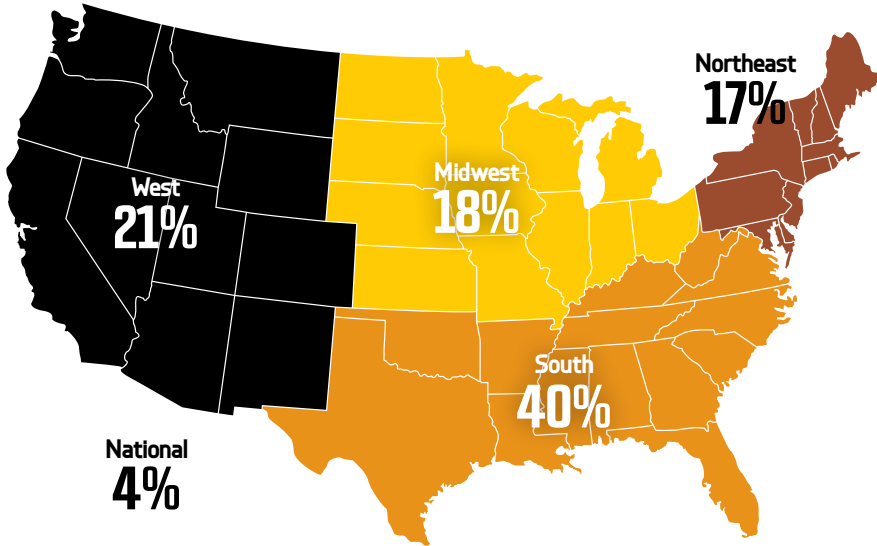 Northeast
17%
Midwest
18%
West
21%
South
40%
National
4%